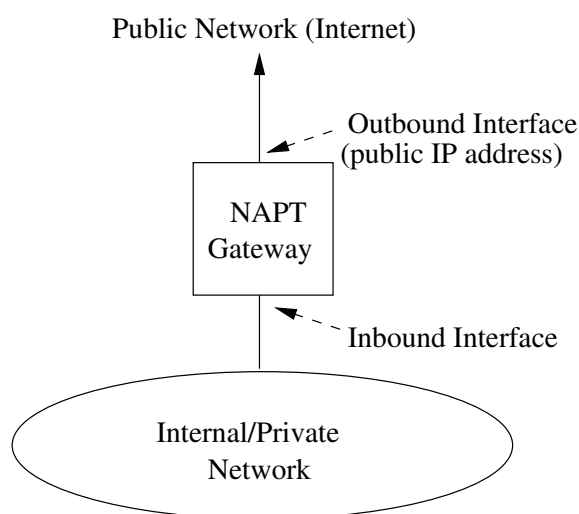 Public Network (Internet)
Outbound Interface
(public IP address)
NAPT
Gateway
Inbound Interface
Internal/Private
Network